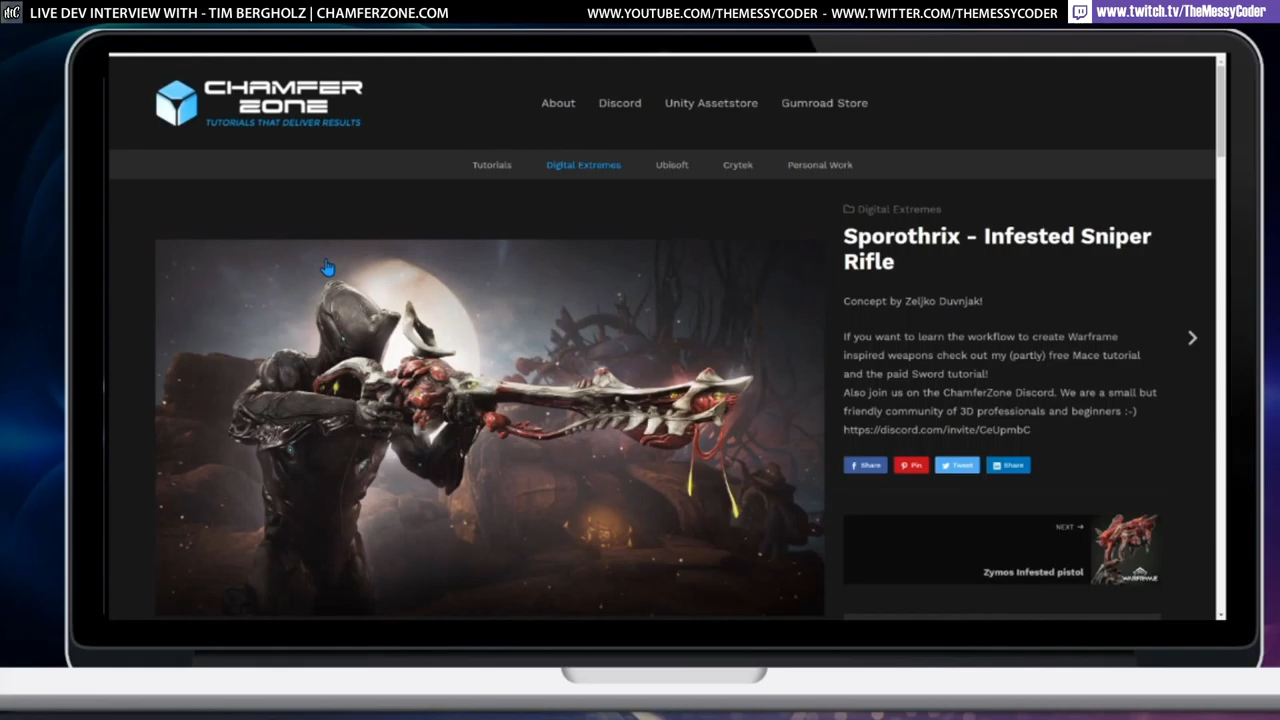 LIVE DEV INTERVIEW WITH - TIM BERGHOLZ | CHAMFERZONE.COM
WWW.YOUTUBE.COM/THEMESSYCODER - WWW.TWITTER.COM/THEMESSYCODER
www.twitch.tv/TheMessyCoder
CHAMFER
ZONE
TUTORIALS THAT DELIVER RESULTS
About Discord Unity Assetstore Gumroad Store
Tutorials Digital Extremes Ubisoft Crytek Personal Work
Digital Extremes
Sporothrix - Infested Sniper
Rifle
Concept by Zeljko Duvnjak!
If you want to learn the workflow to create Warframe
inspired weapons check out my (partly) free Mace tutorial
and the paid Sword tutorial!
Also join us on the ChamferZone Discord. We are a small but
friendly community of 3D professionals and beginners :-)
https://discord.com/invite/CeUpmbC
Share Pin Tweet Share
NEXT →
Zymos Infested pistol
WARFRAME